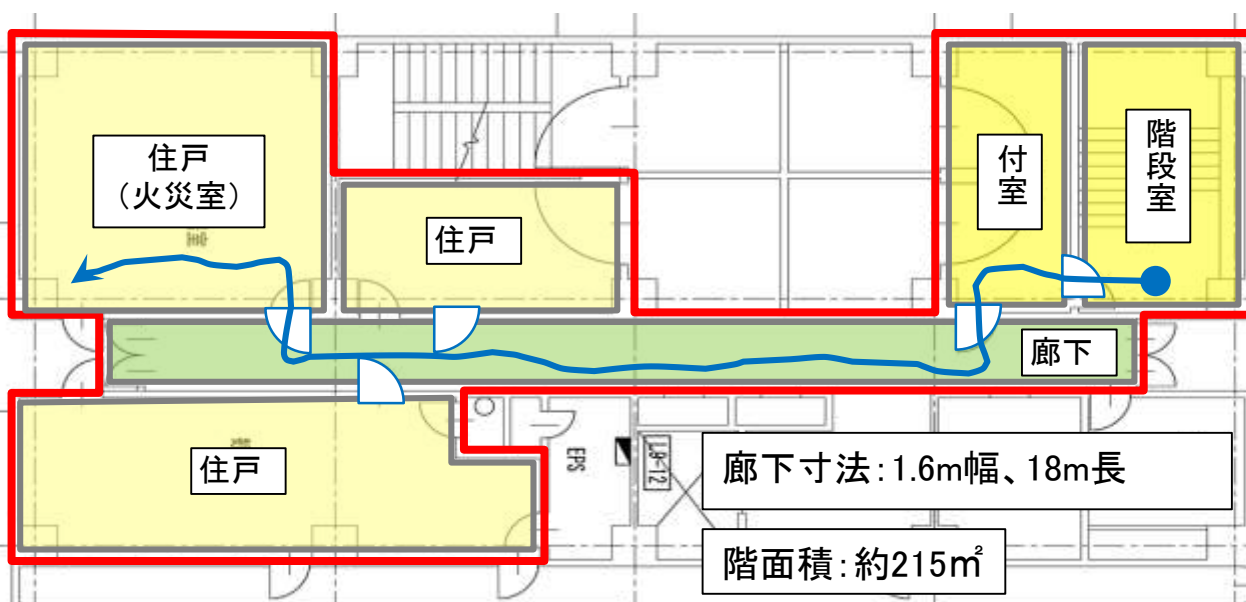 住戸
（火災室）
住戸
付室
階段室
廊下
住戸
EPS
廊下寸法：1.6m幅、18m長
階面積：約215㎡